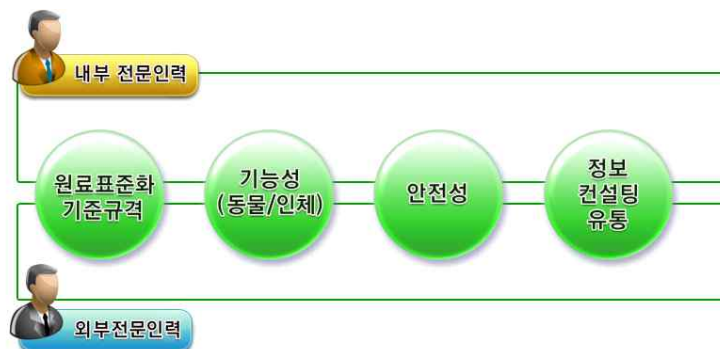 내부 전문인력
원료표준화
기준규격
기능성
(동물/인체)
안전성
정보
컨설팅
유통
외부전문인력